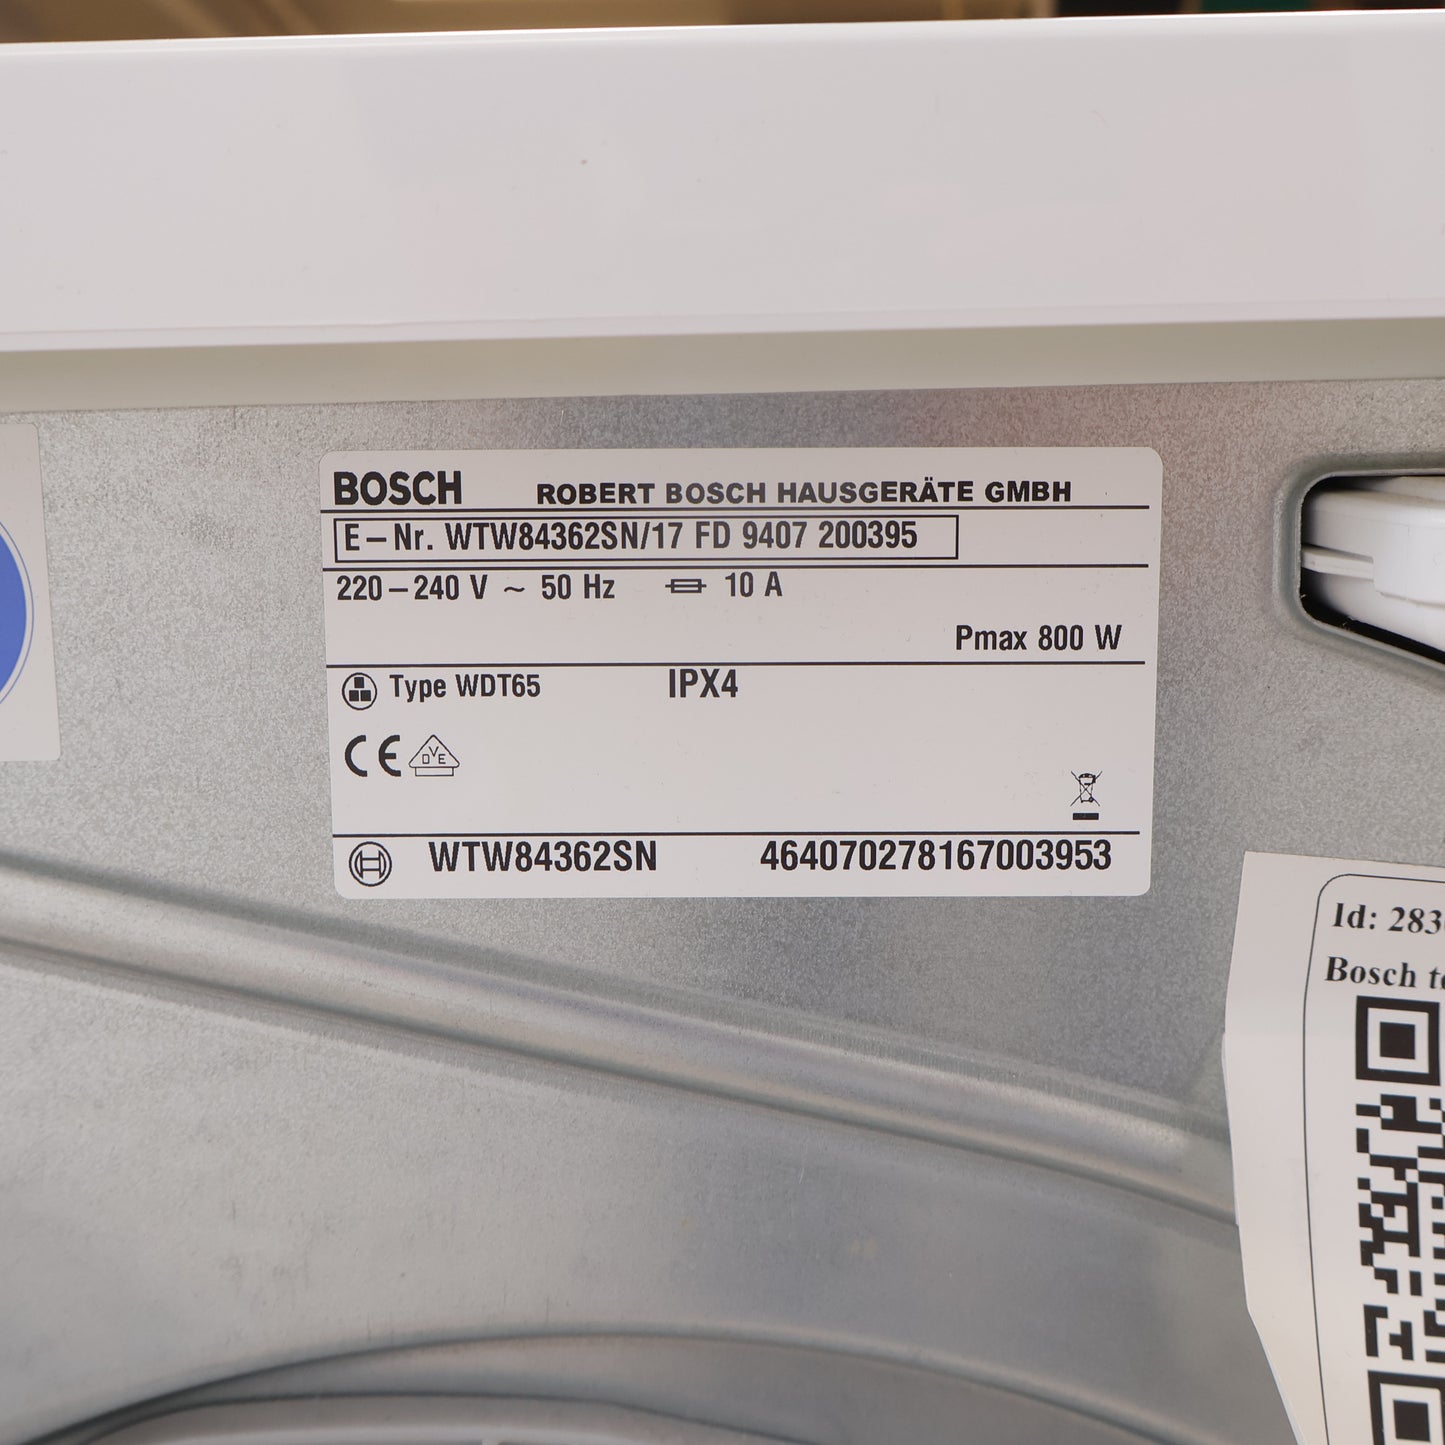 BOSCH ROBERT BOSCH HAUSGERÄTE GMBH
E-Nr. WTW84362SN/17 FD 9407 200395
220-240 V ~ 50 Hz 10 A
Pmax 800 W
Type WDT65 IPX4
CE DVE
WTW84362SN 464070278167003953
Id: 283
Bosch